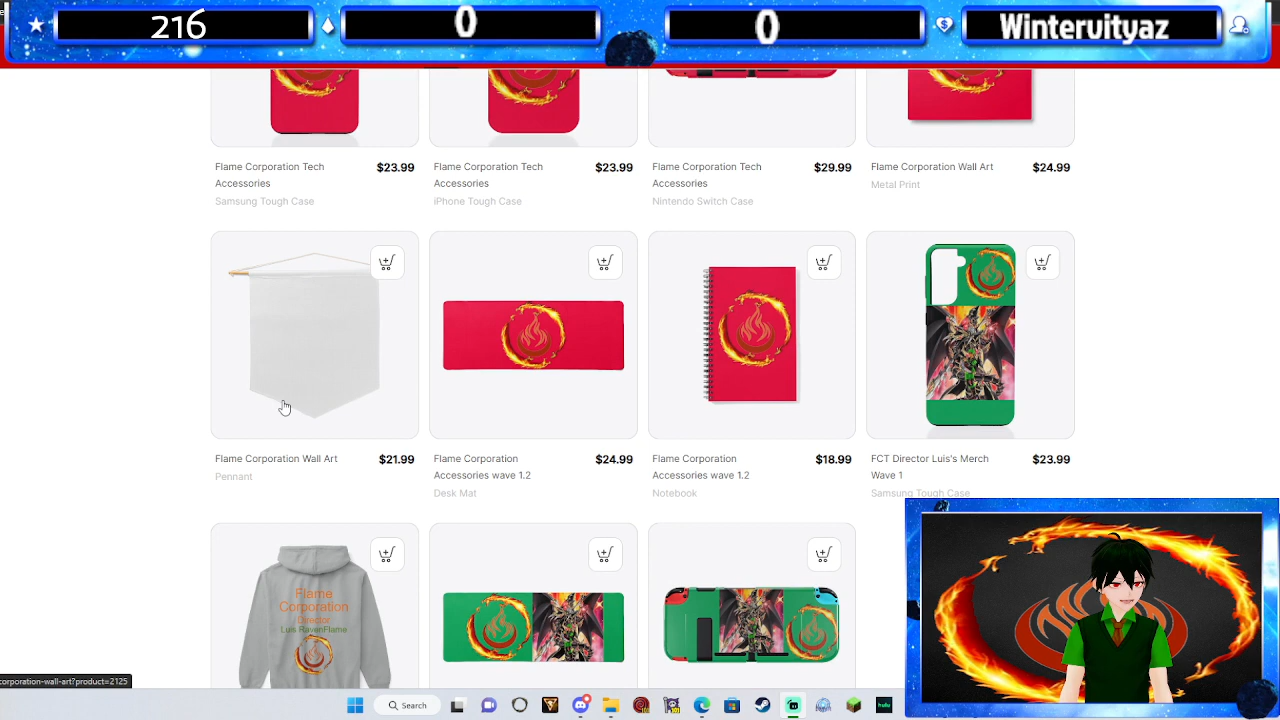 216
0
0
Winteruityaz
Flame Corporation Tech Accessories
$23.99
Samsung Tough Case
Flame Corporation Tech Accessories
$23.99
iPhone Tough Case
Flame Corporation Tech Accessories
$29.99
Nintendo Switch Case
Flame Corporation Wall Art
$24.99
Metal Print
Flame Corporation Wall Art
$21.99
Pennant
Flame Corporation Accessories wave 1.2
$24.99
Desk Mat
Flame Corporation Accessories wave 1.2
$18.99
Notebook
FCT Director Luis's Merch Wave 1
$23.99
Samsung Tough Case
Flame
Corporation
Director
Luis RavenFlame
corporation-wall-art?product=2125
Search
hulu